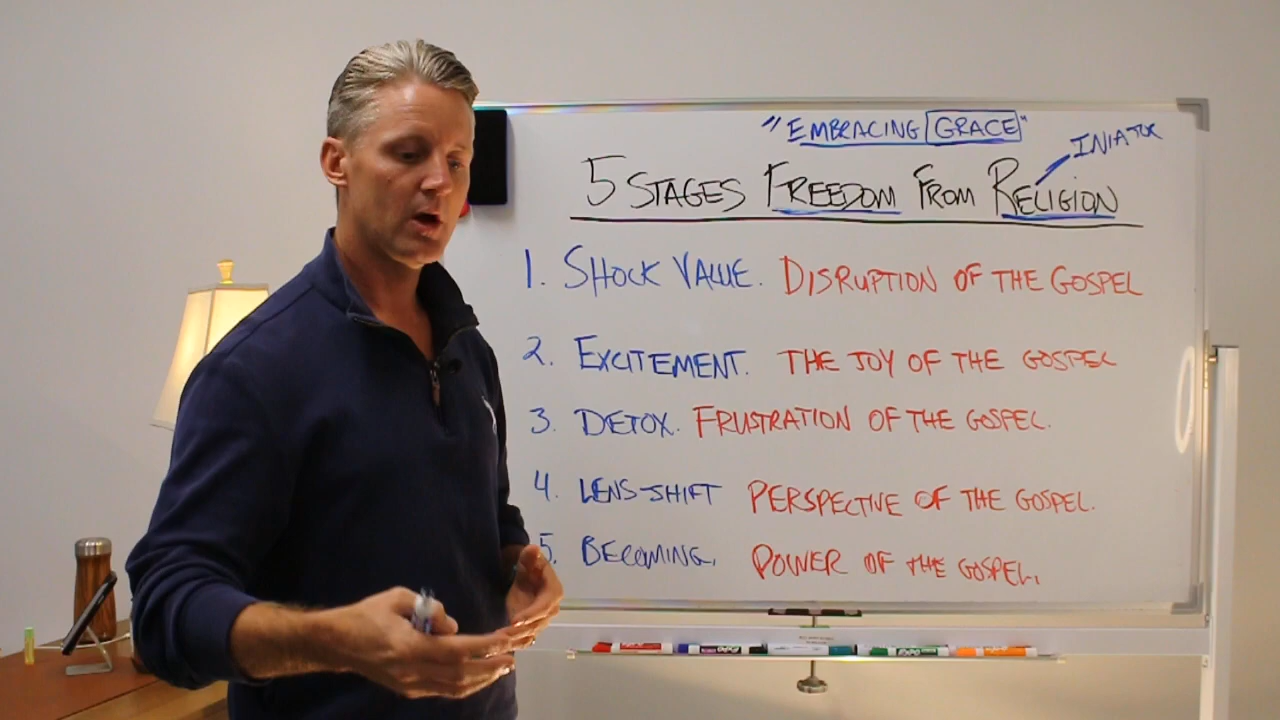 "EMBRACING GRACE"
INIATOR
5 STAGES FREEDOM FROM RELIGION
1. SHOCK VALUE. DISRUPTION OF THE GOSPEL
2. EXCITEMENT. THE JOY OF THE GOSPEL
3. DETOX. FRUSTRATION OF THE GOSPEL.
4. LENS-SHIFT PERSPECTIVE OF THE GOSPEL.
5. BECOMING. POWER OF THE GOSPEL.